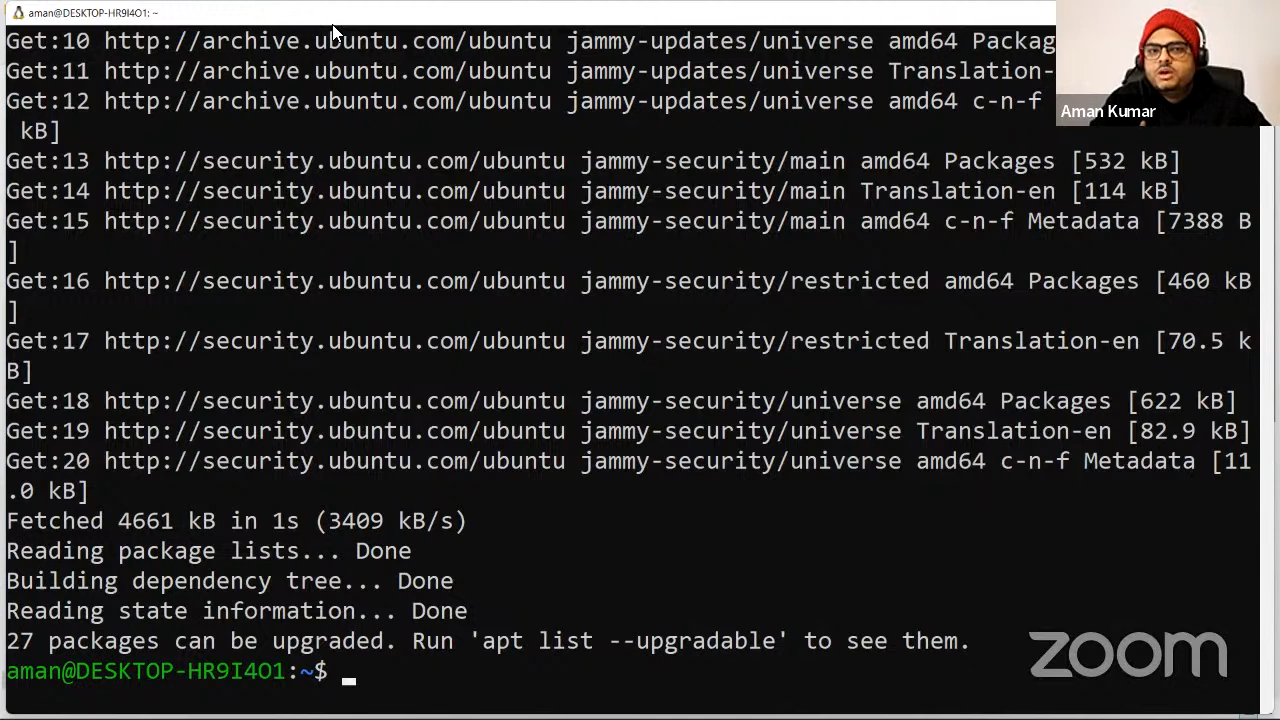 aman@DESKTOP-HR9I4O1: ~
Get:10 http://archive.ubuntu.com/ubuntu jammy-updates/universe amd64 Packag
Get:11 http://archive.ubuntu.com/ubuntu jammy-updates/universe Translation-
Get:12 http://archive.ubuntu.com/ubuntu jammy-updates/universe amd64 c-n-f
kB]
Get:13 http://security.ubuntu.com/ubuntu jammy-security/main amd64 Packages [532 kB]
Get:14 http://security.ubuntu.com/ubuntu jammy-security/main Translation-en [114 kB]
Get:15 http://security.ubuntu.com/ubuntu jammy-security/main amd64 c-n-f Metadata [7388 B
]
Get:16 http://security.ubuntu.com/ubuntu jammy-security/restricted amd64 Packages [460 kB
]
Get:17 http://security.ubuntu.com/ubuntu jammy-security/restricted Translation-en [70.5 k
B]
Get:18 http://security.ubuntu.com/ubuntu jammy-security/universe amd64 Packages [622 kB]
Get:19 http://security.ubuntu.com/ubuntu jammy-security/universe Translation-en [82.9 kB]
Get:20 http://security.ubuntu.com/ubuntu jammy-security/universe amd64 c-n-f Metadata [11
.0 kB]
Fetched 4661 kB in 1s (3409 kB/s)
Reading package lists... Done
Building dependency tree... Done
Reading state information... Done
27 packages can be upgraded. Run 'apt list --upgradable' to see them.
aman@DESKTOP-HR9I4O1:~$
Aman Kumar
zoom